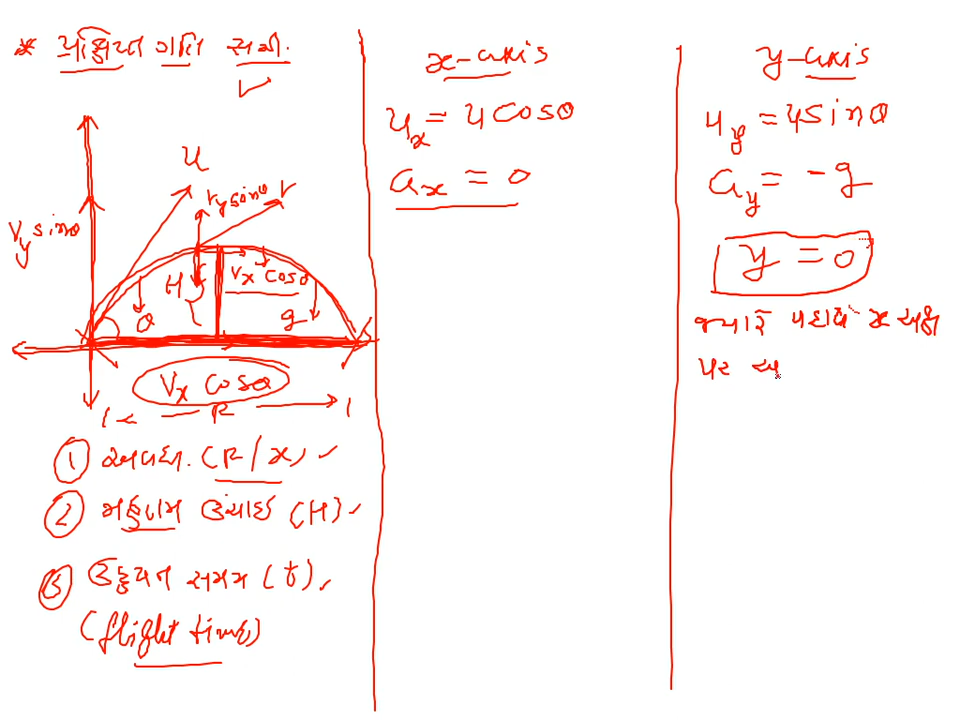 * પ્રક્ષિપ્ત ગતિ સમી.
u
Vy sinθ
Vy sinθ
V
H
Vx Cosθ
θ
g
Vx Cosθ
R
① અવધિ. (R/x)
② મહત્તમ ઊંચાઈ (H)
③ ઉડ્ડયન સમય (t)
(flight time)
x-axis
ux = u cosθ
ax = 0
y-axis
uy = u sinθ
ay = -g
y = 0
જ્યારે પદાર્થ x અક્ષ
પર